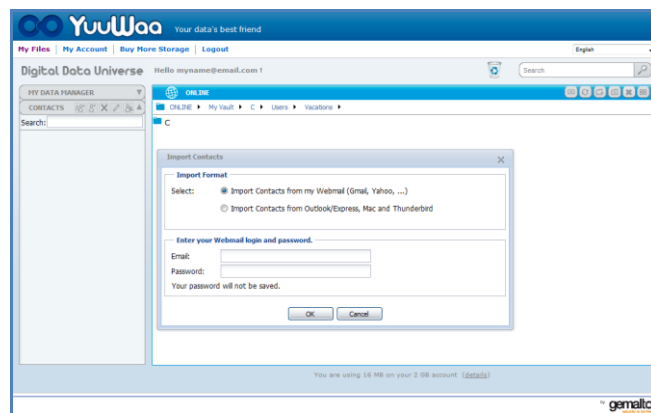 YuuWaa Your data's best friend
My Files | My Account | Buy More Storage | Logout English
Digital Data Universe Hello myname@email.com ! Search
MY DATA MANAGER ONLINE
CONTACTS ONLINE My Vault C Users Vacations
Search: C
Import Contacts
Import Format
Select: Import Contacts from my Webmail (Gmail, Yahoo, ...)
Import Contacts from Outlook/Express, Mac and Thunderbird
Enter your Webmail login and password.
Email:
Password:
Your password will not be saved.
OK Cancel
You are using 16 MB on your 2 GB account (details)
by gemalto